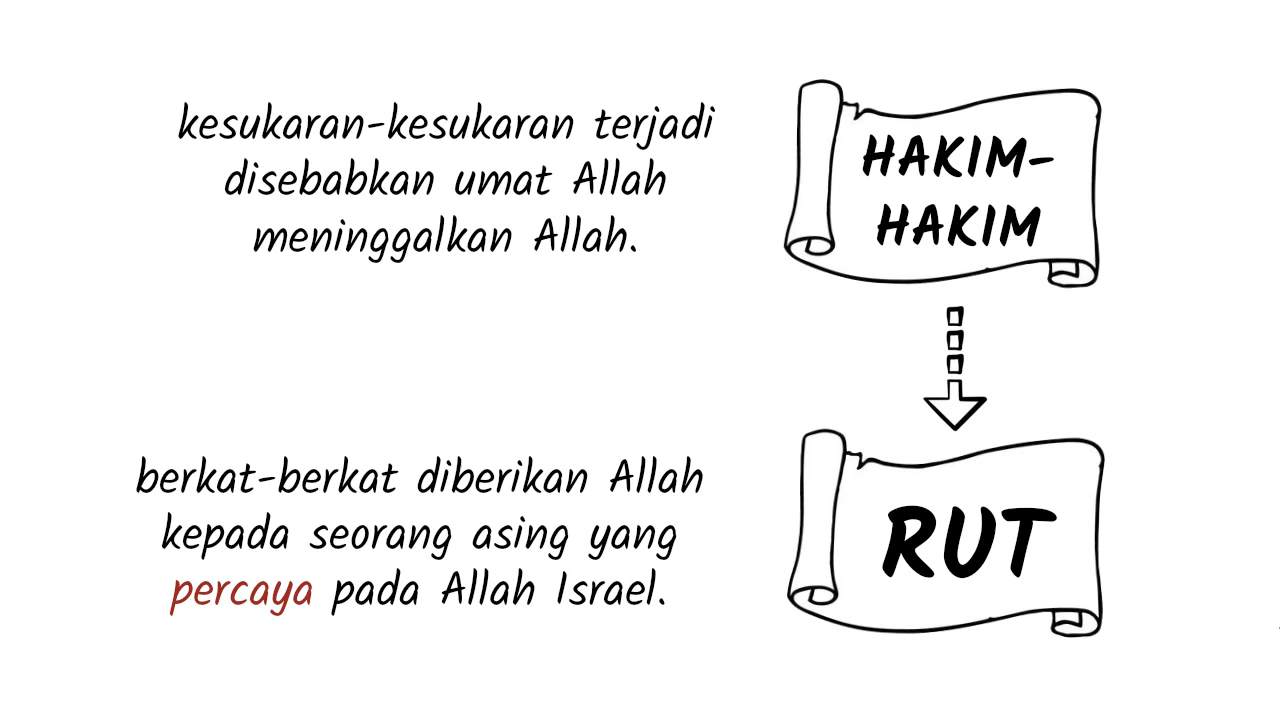 kesukaran-kesukaran terjadi
disebabkan umat Allah
meninggalkan Allah.
HAKIM-
HAKIM
berkat-berkat diberikan Allah
kepada seorang asing yang
percaya pada Allah Israel.
RUT